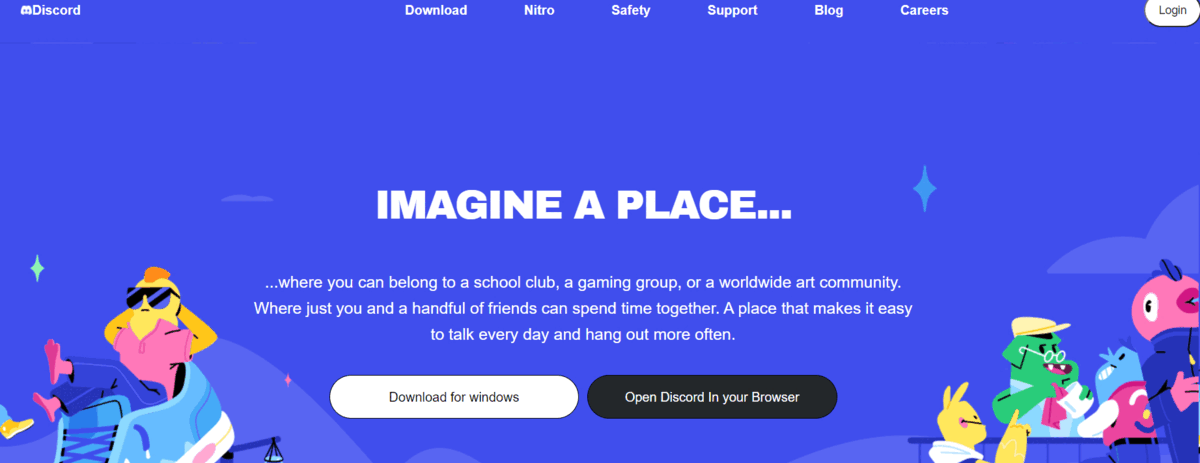 Discord
Download
Nitro
Safety
Support
Blog
Careers
Login
IMAGINE A PLACE...
...where you can belong to a school club, a gaming group, or a worldwide art community.
Where just you and a handful of friends can spend time together. A place that makes it easy
to talk every day and hang out more often.
Download for windows
Open Discord In your Browser